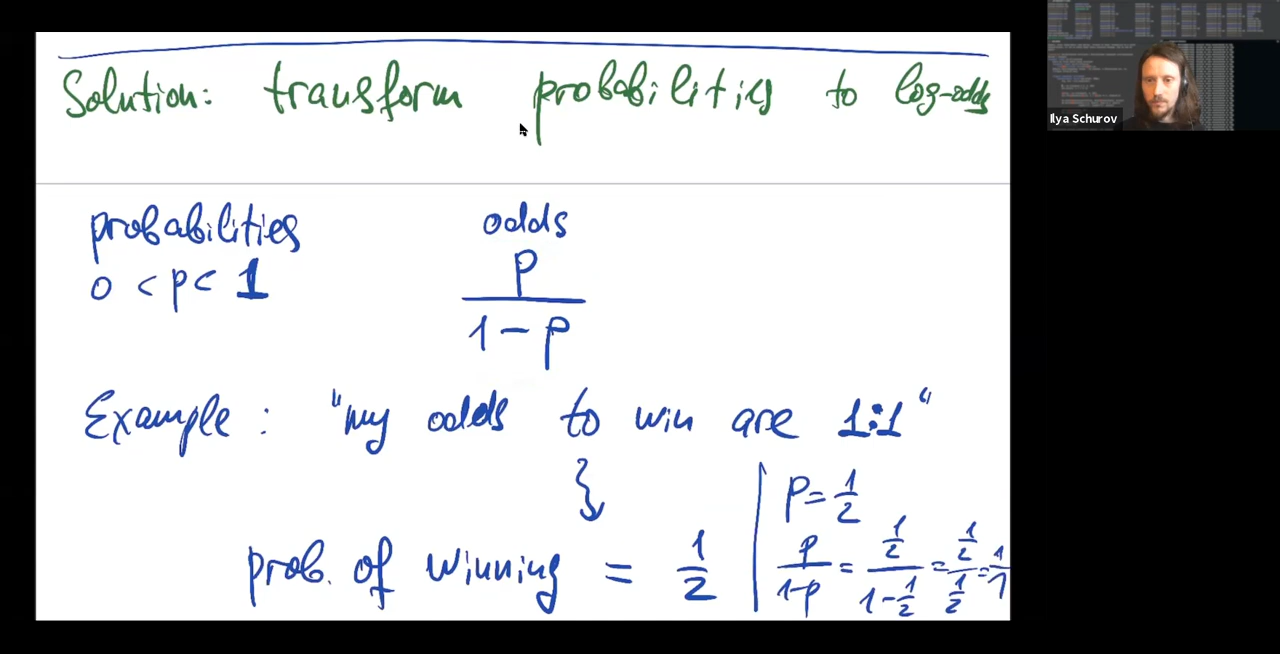 Solution: transform probabilities to log-odds
Ilya Schurov
probabilities odds
0 < p < 1 p/(1-p)
Example: "my odds to win are 1:1"
prob. of winning = 1/2
p = 1/2
p/(1-p) = (1/2)/(1-1/2) = (1/2)/(1/2) = 1/1